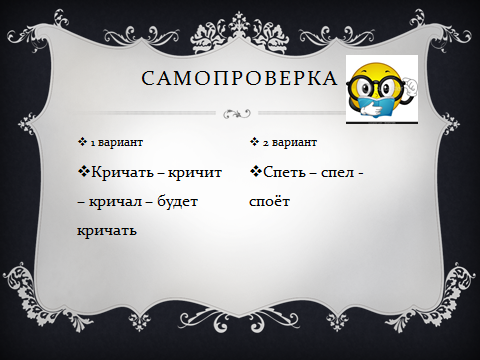 САМОПРОВЕРКА
❖ 1 вариант
❖Кричать – кричит
– кричал – будет
кричать
❖ 2 вариант
❖Спеть – спел -
споёт